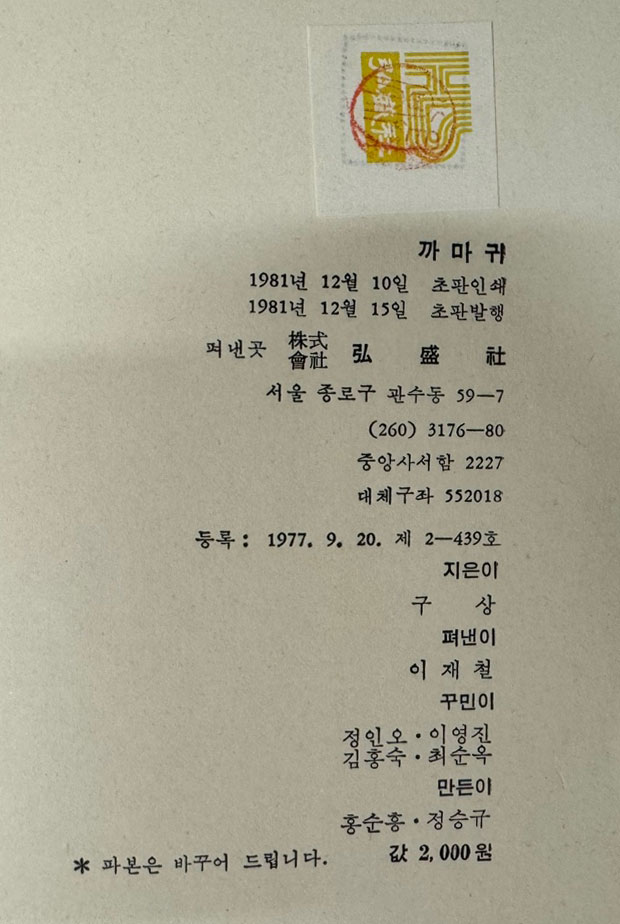 弘盛社
까마귀
1981년 12월 10일 초판인쇄
1981년 12월 15일 초판발행
펴낸곳 株式會社 弘盛社
서울 종로구 관수동 59—7
(260) 3176—80
중앙사서함 2227
대체구좌 552018
등록: 1977. 9. 20. 제 2—439호
지은이
구 상
펴낸이
이재철
꾸민이
정인오·이영진
김홍숙·최순옥
만든이
홍순흥·정승규
* 파본은 바꾸어 드립니다. 값 2,000원